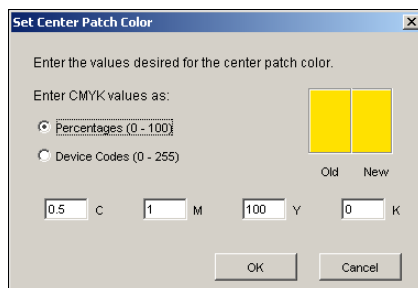 Set Center Patch Color
Enter the values desired for the center patch color.
Enter CMYK values as:
Percentages (0 - 100)
Device Codes (0 - 255)
Old New
0.5 C 1 M 100 Y 0 K
OK Cancel